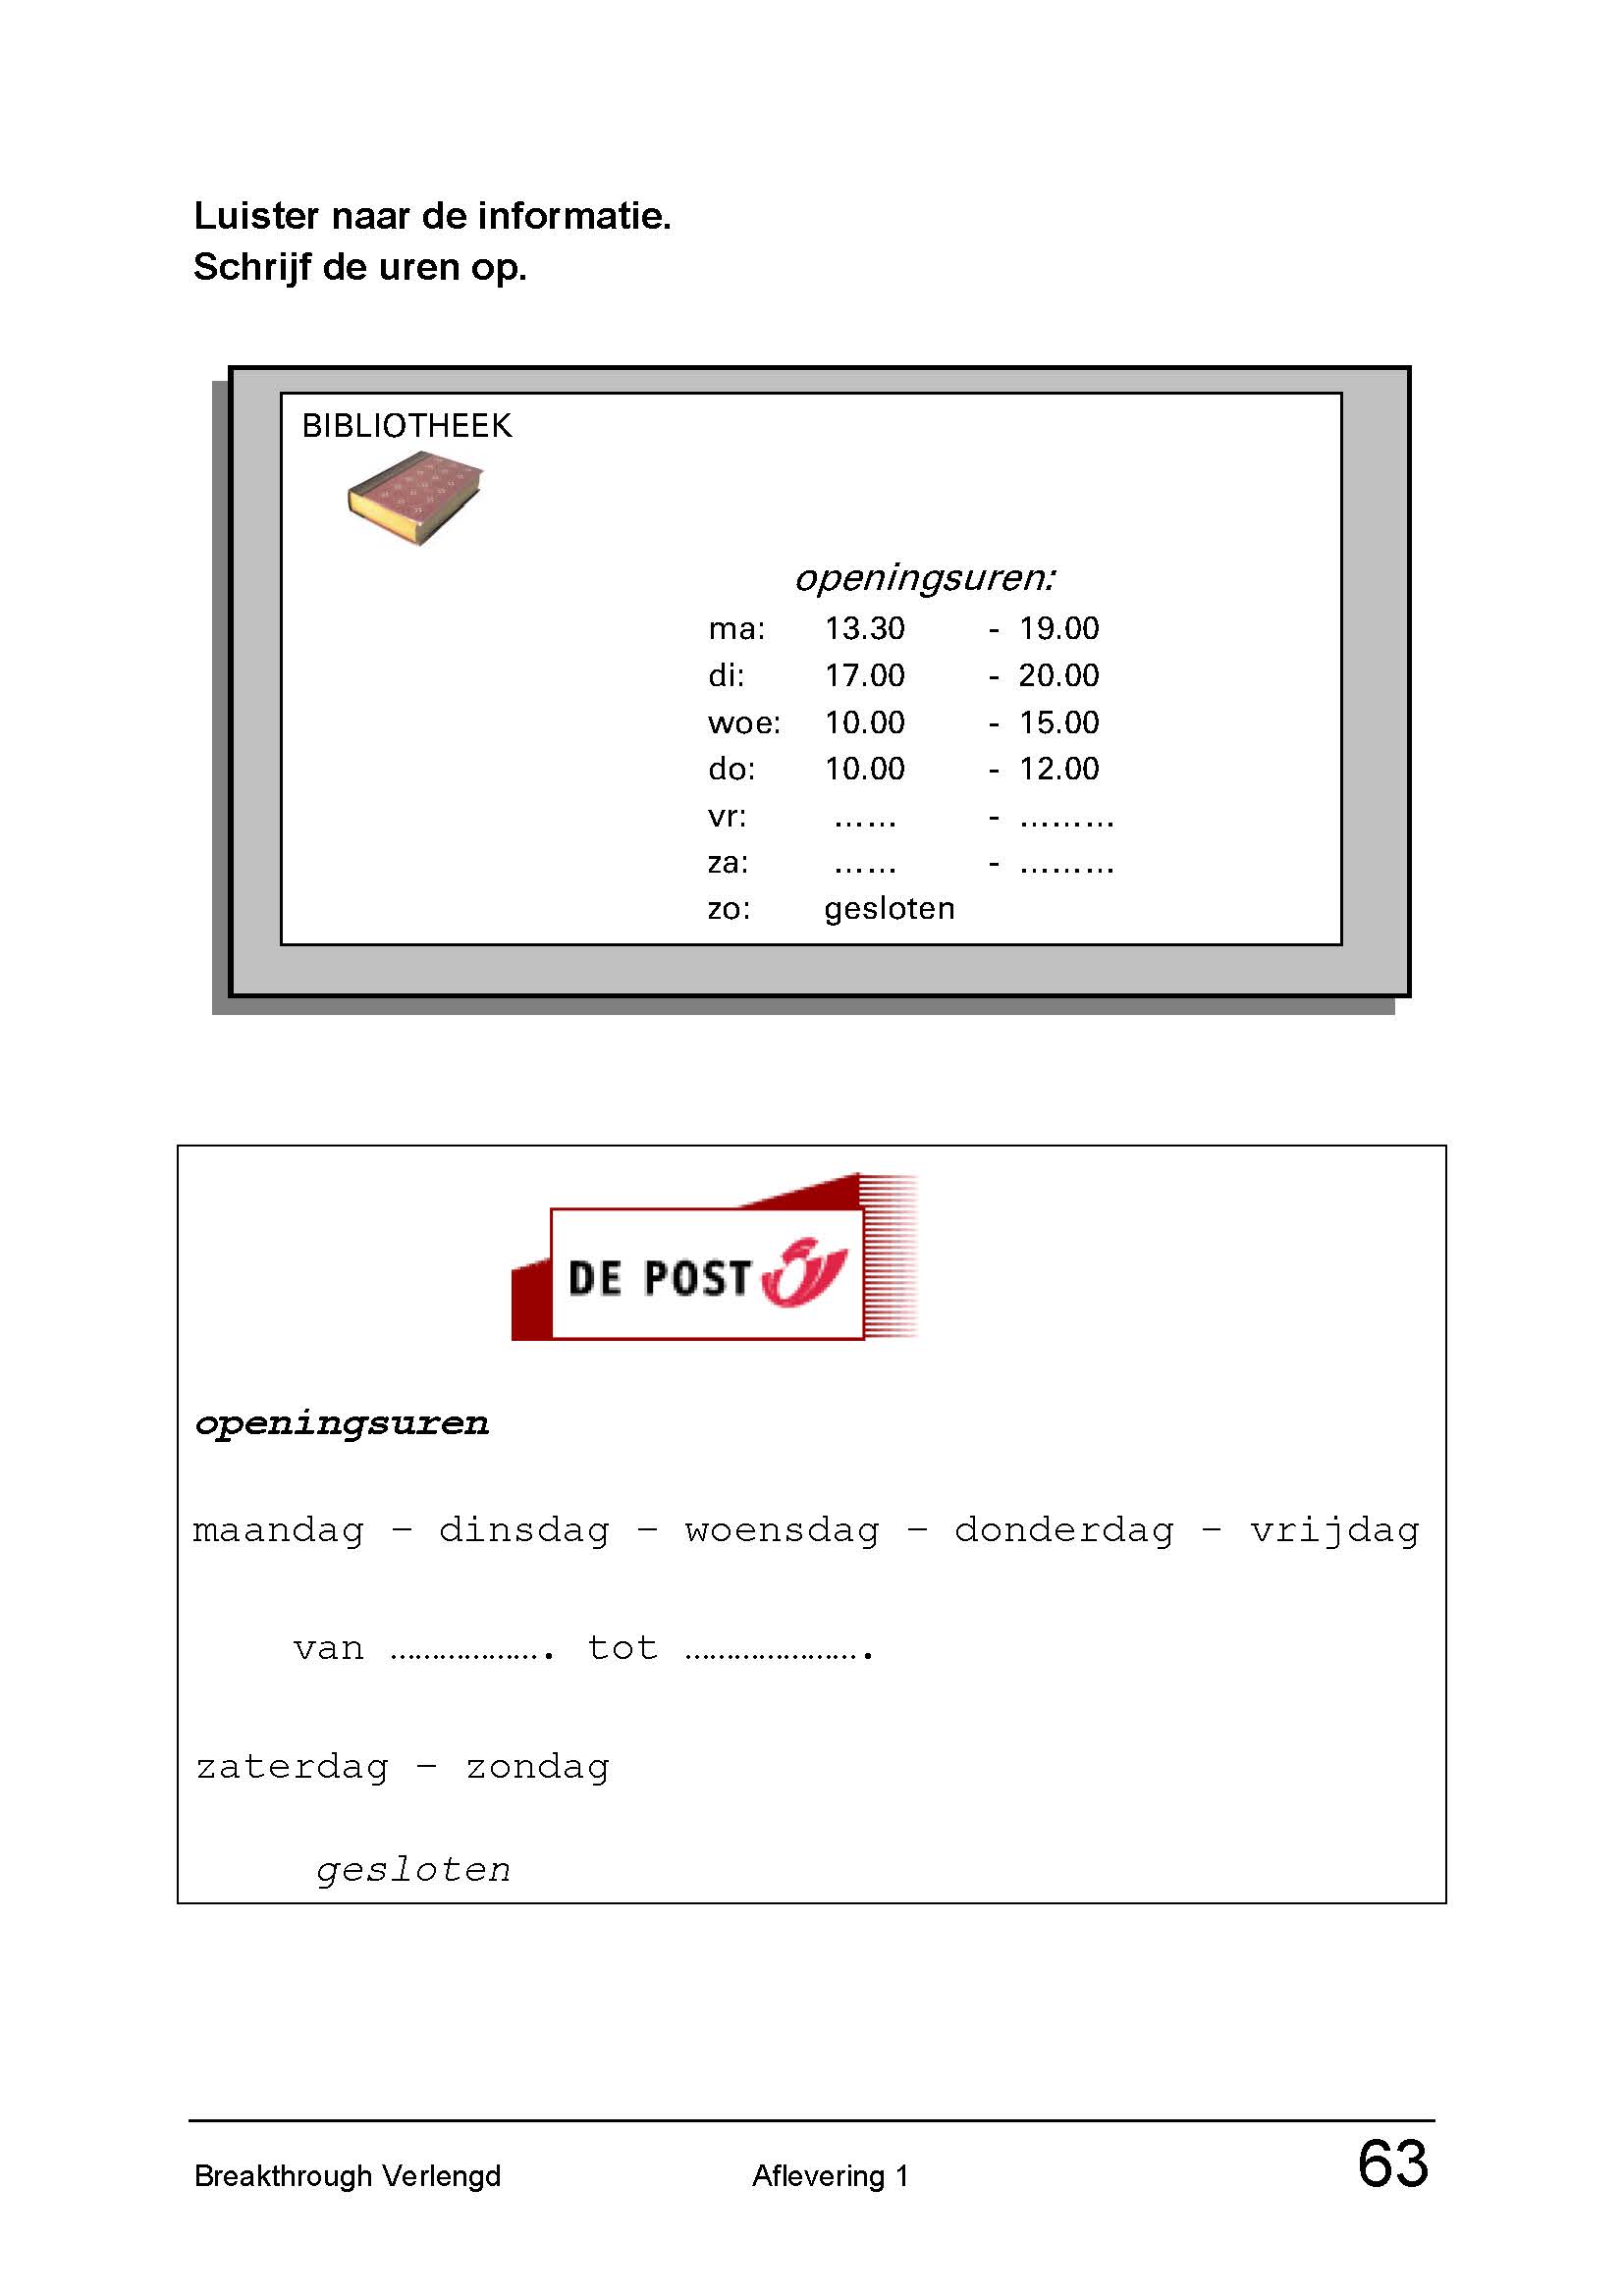 Luister naar de informatie.
Schrijf de uren op.
BIBLIOTHEEK
openingsuren:
ma: 13.30 - 19.00
di: 17.00 - 20.00
woe: 10.00 - 15.00
do: 10.00 - 12.00
vr: …… - ………
za: …… - ………
zo: gesloten
DE POST
openingsuren
maandag – dinsdag – woensdag – donderdag – vrijdag
van ………………. tot ………………….
zaterdag – zondag
gesloten
Breakthrough Verlengd Aflevering 1 63